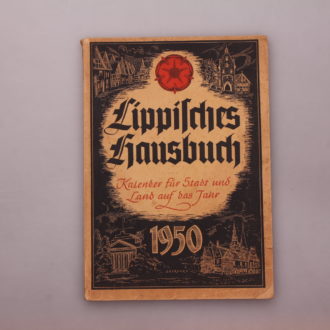 Lippisches
Hausbuch
Kalender für Stadt und
Land auf das Jahr
1950